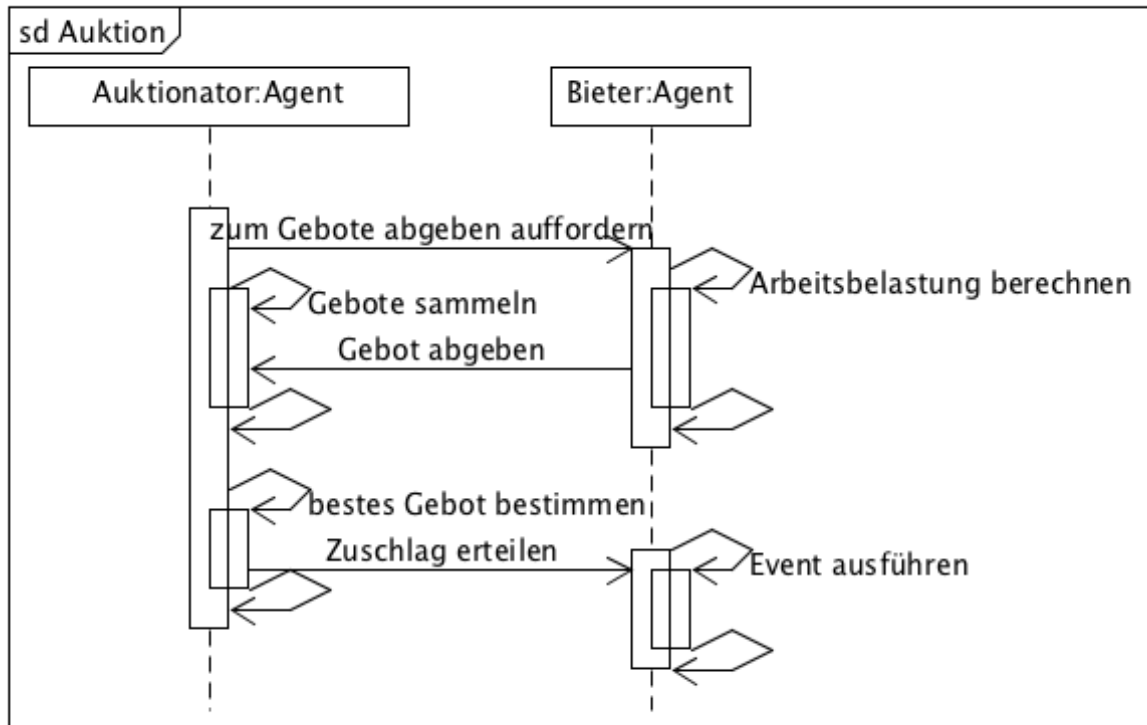 sd Auktion
Auktionator:Agent
Bieter:Agent
zum Gebote abgeben auffordern
Arbeitsbelastung berechnen
Gebote sammeln
Gebot abgeben
bestes Gebot bestimmen
Zuschlag erteilen
Event ausführen